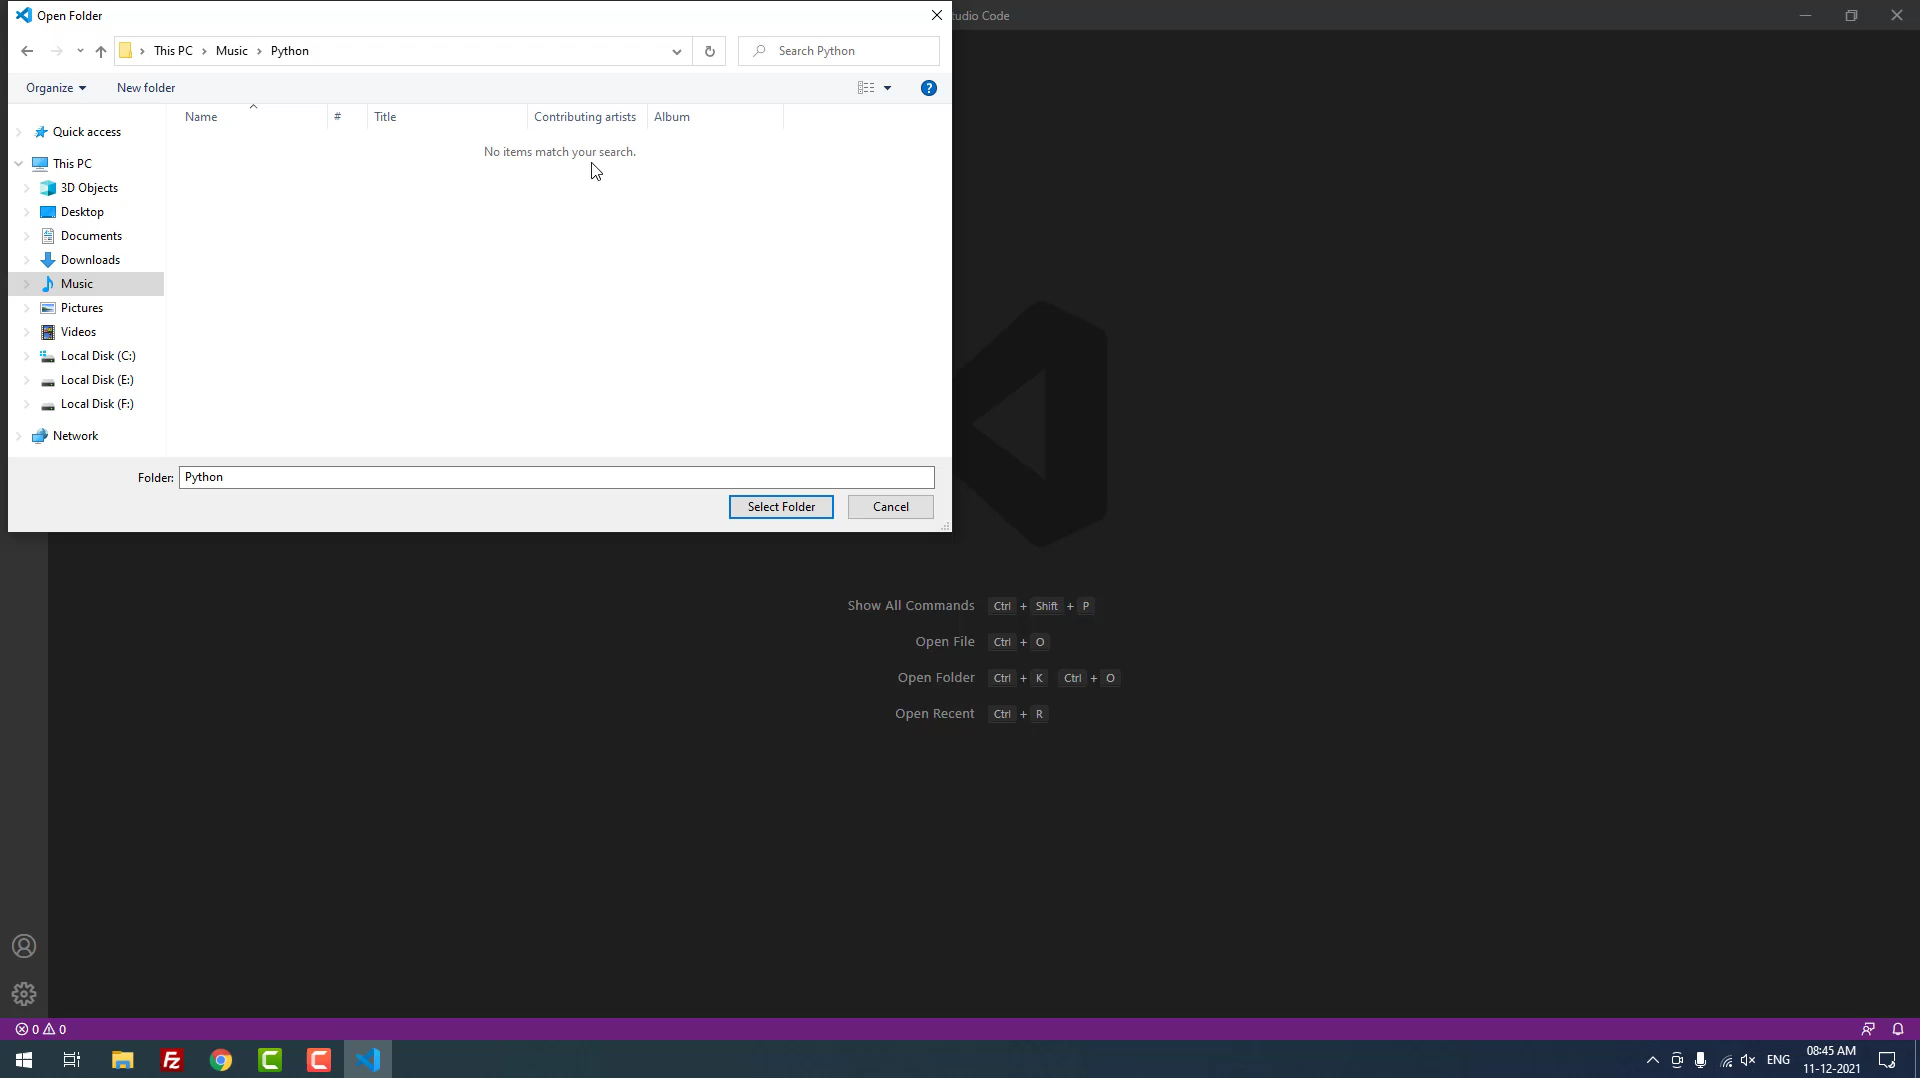 Open Folder
tudio Code
This PC > Music > Python
Search Python
Organize
New folder
Name
#
Title
Contributing artists
Album
No items match your search.
Quick access
This PC
3D Objects
Desktop
Documents
Downloads
Music
Pictures
Videos
Local Disk (C:)
Local Disk (E:)
Local Disk (F:)
Network
Folder: Python
Select Folder
Cancel
Show All Commands Ctrl + Shift + P
Open File Ctrl + O
Open Folder Ctrl + K Ctrl + O
Open Recent Ctrl + R
0 0
Fz
C
C
ENG
08:45 AM
11-12-2021